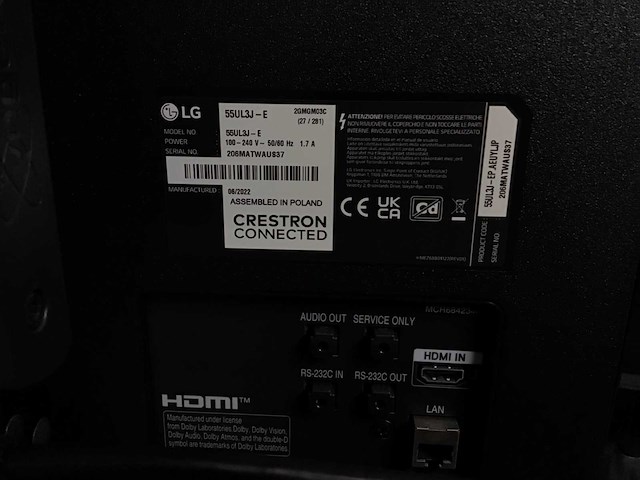 LG
55UL3J-E
2GMGM03C
(27 / 281)
MODEL NO. 55UL3J-E
POWER 100-240 V~ 50/60 Hz 1.7 A
SERIAL NO. 206MATWAUS37
MANUFACTURED : 06/2022
ASSEMBLED IN POLAND
CRESTRON
CONNECTED
ATTENZIONE! PER EVITARE PERICOLO SCOSSE ELETTRICHE
NON RIMUOVERE IL COPERCHIO E NON TOCCARE LE PARTI
INTERNE. RIVOLGETEVI A PERSONALE SPECIALIZZATO
CE UK
CA
PRODUCT CODE: 55UL3J-EP.AEUYLJP
SERIAL NO. 206MATWAUS37
AUDIO OUT SERVICE ONLY
HDMI IN
RS-232C IN RS-232C OUT
LAN
HDMI™
Manufactured under license
from Dolby Laboratories.Dolby, Dolby Vision,
Dolby Audio, Dolby Atmos, and the double-D
symbol are trademarks of Dolby Laboratories.